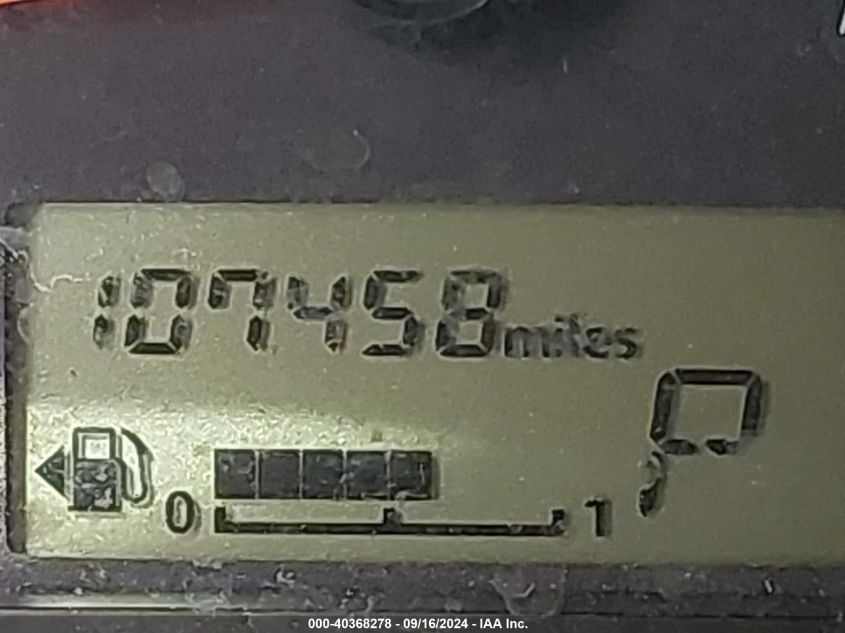 107458 miles
P
0 1
000-40368278 - 09/16/2024 - IAA Inc.